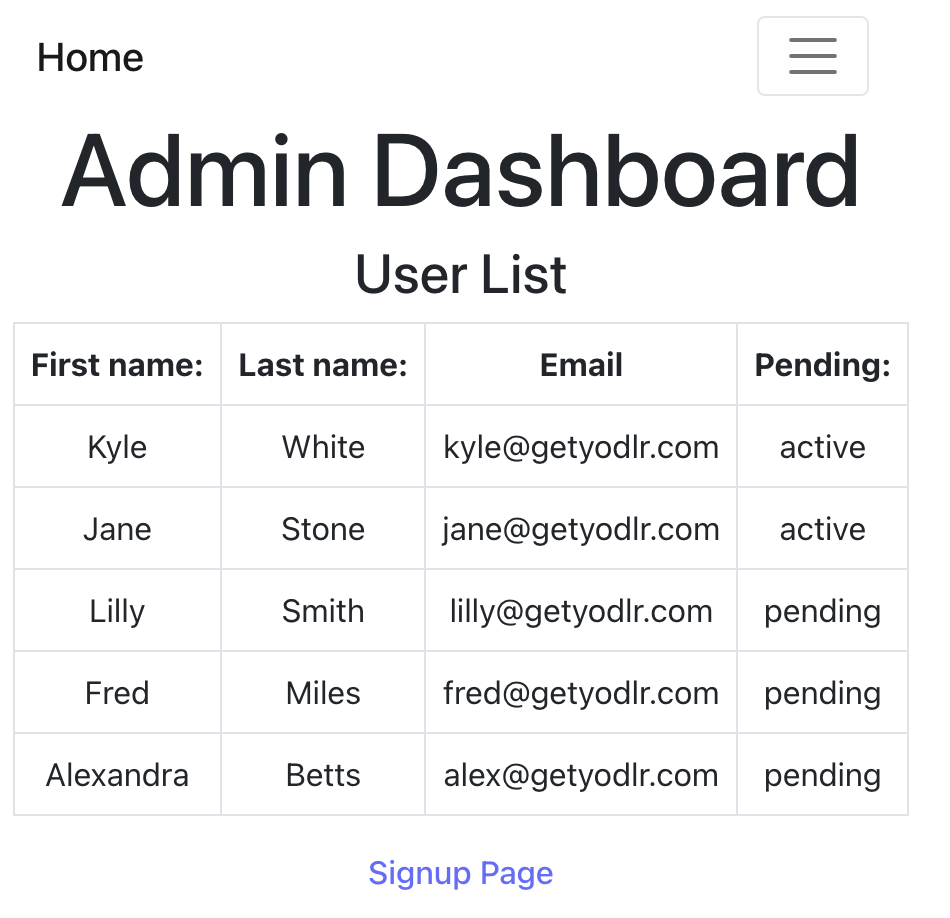 Home
Admin Dashboard
User List
First name: Last name: Email Pending:
Kyle White kyle@getyodlr.com active
Jane Stone jane@getyodlr.com active
Lilly Smith lilly@getyodlr.com pending
Fred Miles fred@getyodlr.com pending
Alexandra Betts alex@getyodlr.com pending
Signup Page